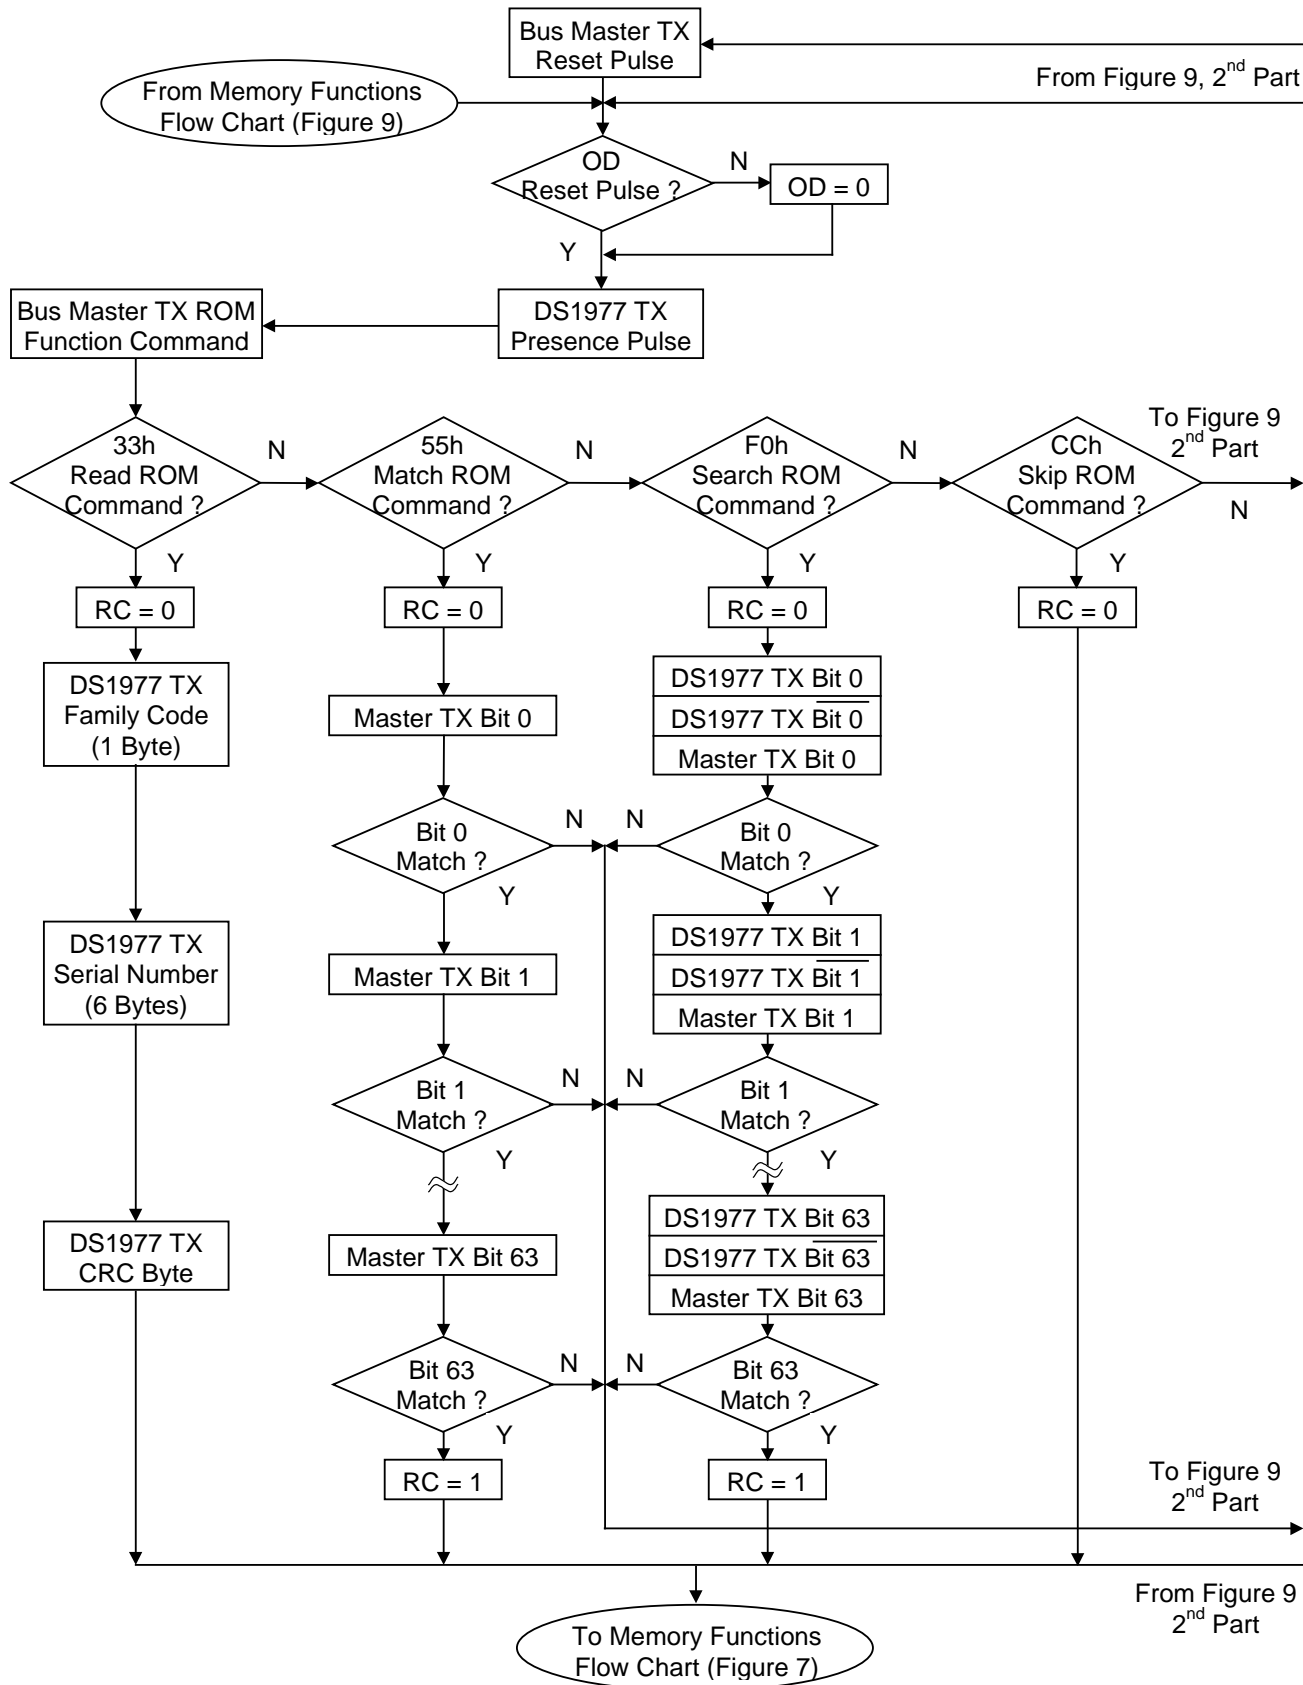 Bus Master TX
Reset Pulse
From Figure 9, 2nd Part
From Memory Functions
Flow Chart (Figure 9)
OD
Reset Pulse ?
N
OD = 0
Y
Bus Master TX ROM
Function Command
DS1977 TX
Presence Pulse
33h
Read ROM
Command ?
N
55h
Match ROM
Command ?
N
F0h
Search ROM
Command ?
N
CCh
Skip ROM
Command ?
To Figure 9
2nd Part
N
Y
Y
Y
Y
RC = 0
RC = 0
RC = 0
RC = 0
DS1977 TX
Family Code
(1 Byte)
Master TX Bit 0
DS1977 TX Bit 0
DS1977 TX Bit 0
Master TX Bit 0
Bit 0
Match ?
N
N
Bit 0
Match ?
Y
Y
DS1977 TX
Serial Number
(6 Bytes)
Master TX Bit 1
DS1977 TX Bit 1
DS1977 TX Bit 1
Master TX Bit 1
Bit 1
Match ?
N
N
Bit 1
Match ?
Y
Y
DS1977 TX
CRC Byte
Master TX Bit 63
DS1977 TX Bit 63
DS1977 TX Bit 63
Master TX Bit 63
Bit 63
Match ?
N
N
Bit 63
Match ?
Y
Y
RC = 1
RC = 1
To Figure 9
2nd Part
From Figure 9
2nd Part
To Memory Functions
Flow Chart (Figure 7)